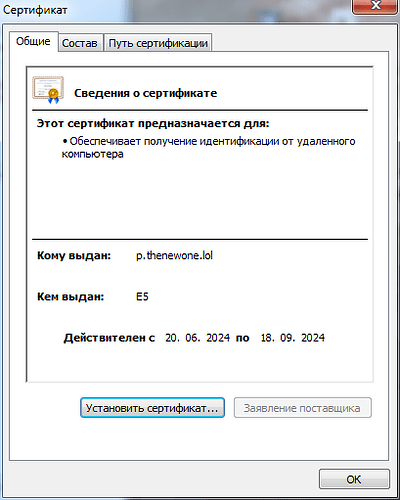 Сертификат
Общие Состав Путь сертификации
Сведения о сертификате
Этот сертификат предназначается для:
• Обеспечивает получение идентификации от удаленного
компьютера
Кому выдан: p.thenewone.lol
Кем выдан: E5
Действителен с 20. 06. 2024 по 18. 09. 2024
Установить сертификат... Заявление поставщика
ОК